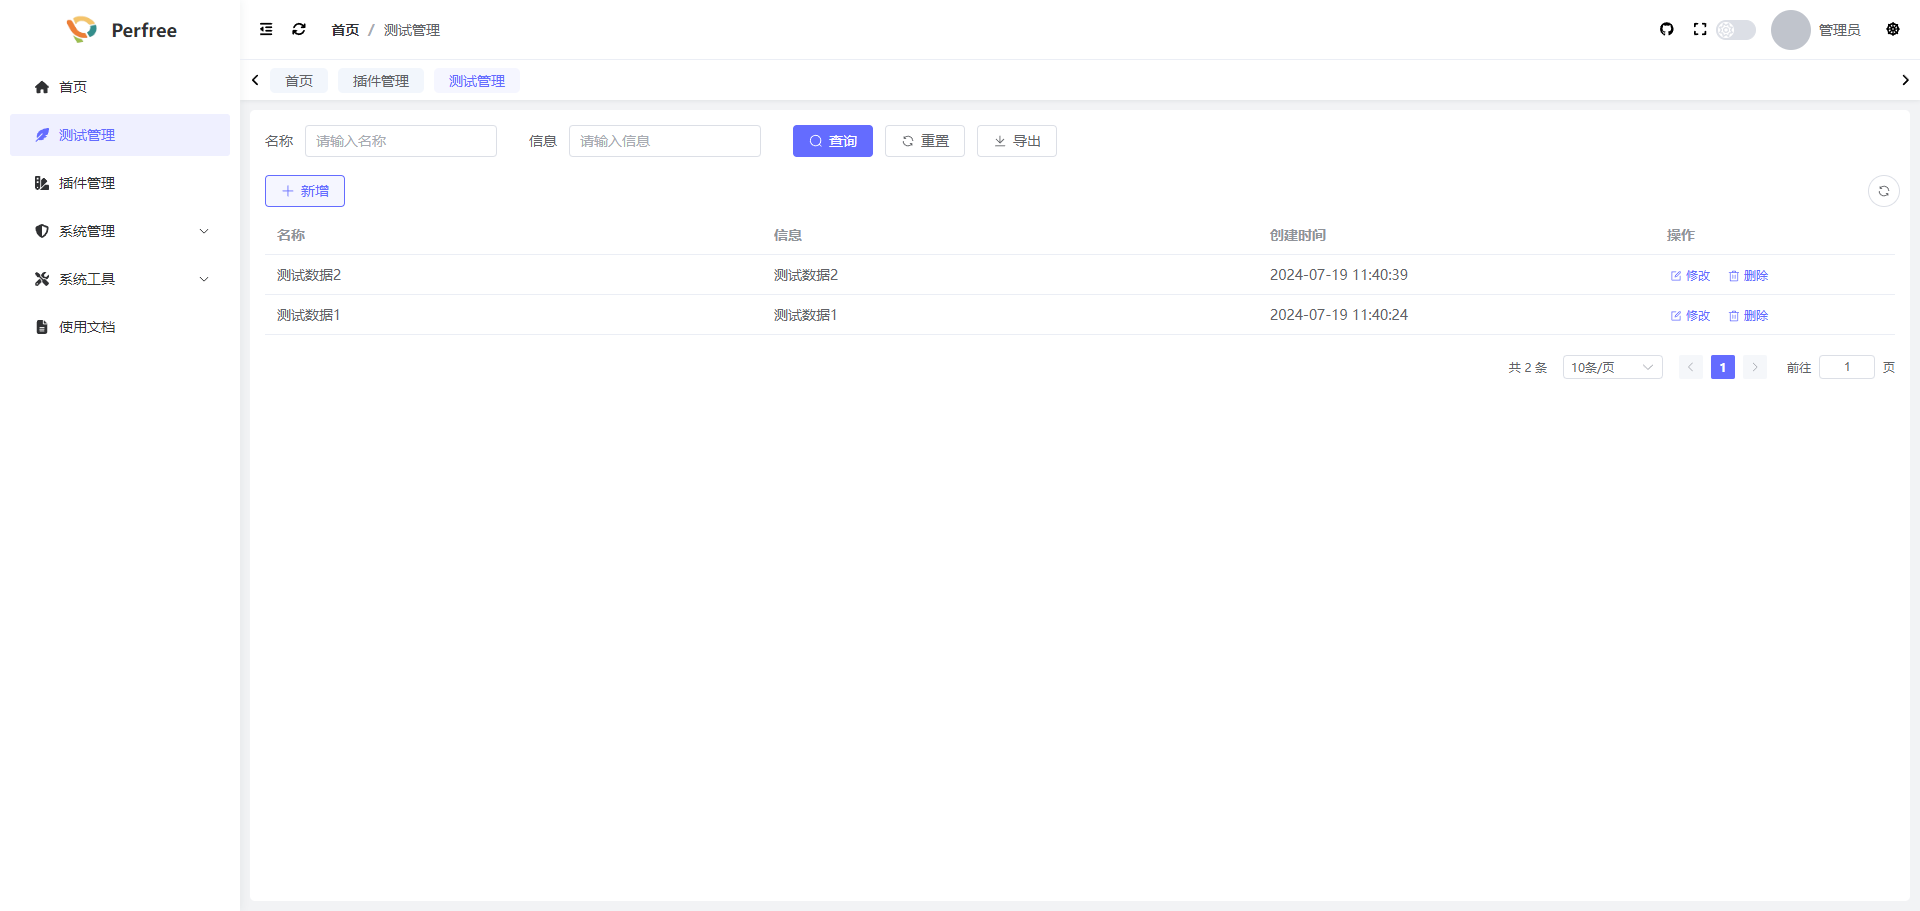 Perfree
首页 / 测试管理
管理员
首页
测试管理
插件管理
系统管理
系统工具
使用文档
首页 插件管理 测试管理
名称 请输入名称 信息 请输入信息 查询 重置 导出
新增
名称 信息 创建时间 操作
测试数据2 测试数据2 2024-07-19 11:40:39 修改 删除
测试数据1 测试数据1 2024-07-19 11:40:24 修改 删除
共 2 条 10条/页 1 前往 1 页